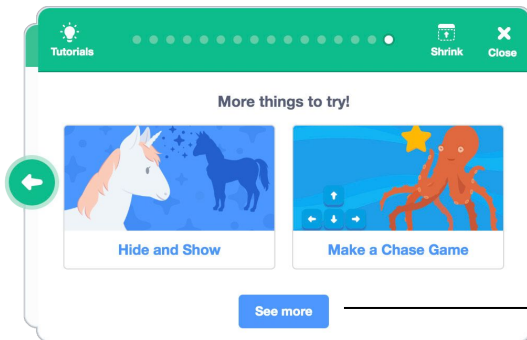 Tutorials
Shrink
Close
More things to try!
Hide and Show
Make a Chase Game
See more